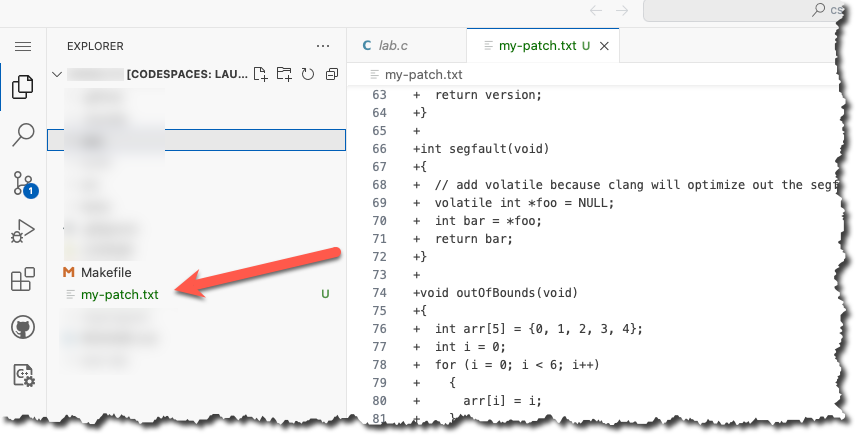 cs
EXPLORER
[CODESPACES: LAU...
Makefile
my-patch.txt U
C lab.c
my-patch.txt U
my-patch.txt
63 + return version;
64 +}
65 +
66 +int segfault(void)
67 +{
68 + // add volatile because clang will optimize out the segf
69 + volatile int *foo = NULL;
70 + int bar = *foo;
71 + return bar;
72 +}
73 +
74 +void outOfBounds(void)
75 +{
76 + int arr[5] = {0, 1, 2, 3, 4};
77 + int i = 0;
78 + for (i = 0; i < 6; i++)
79 + {
80 + arr[i] = i;
81 + }
1